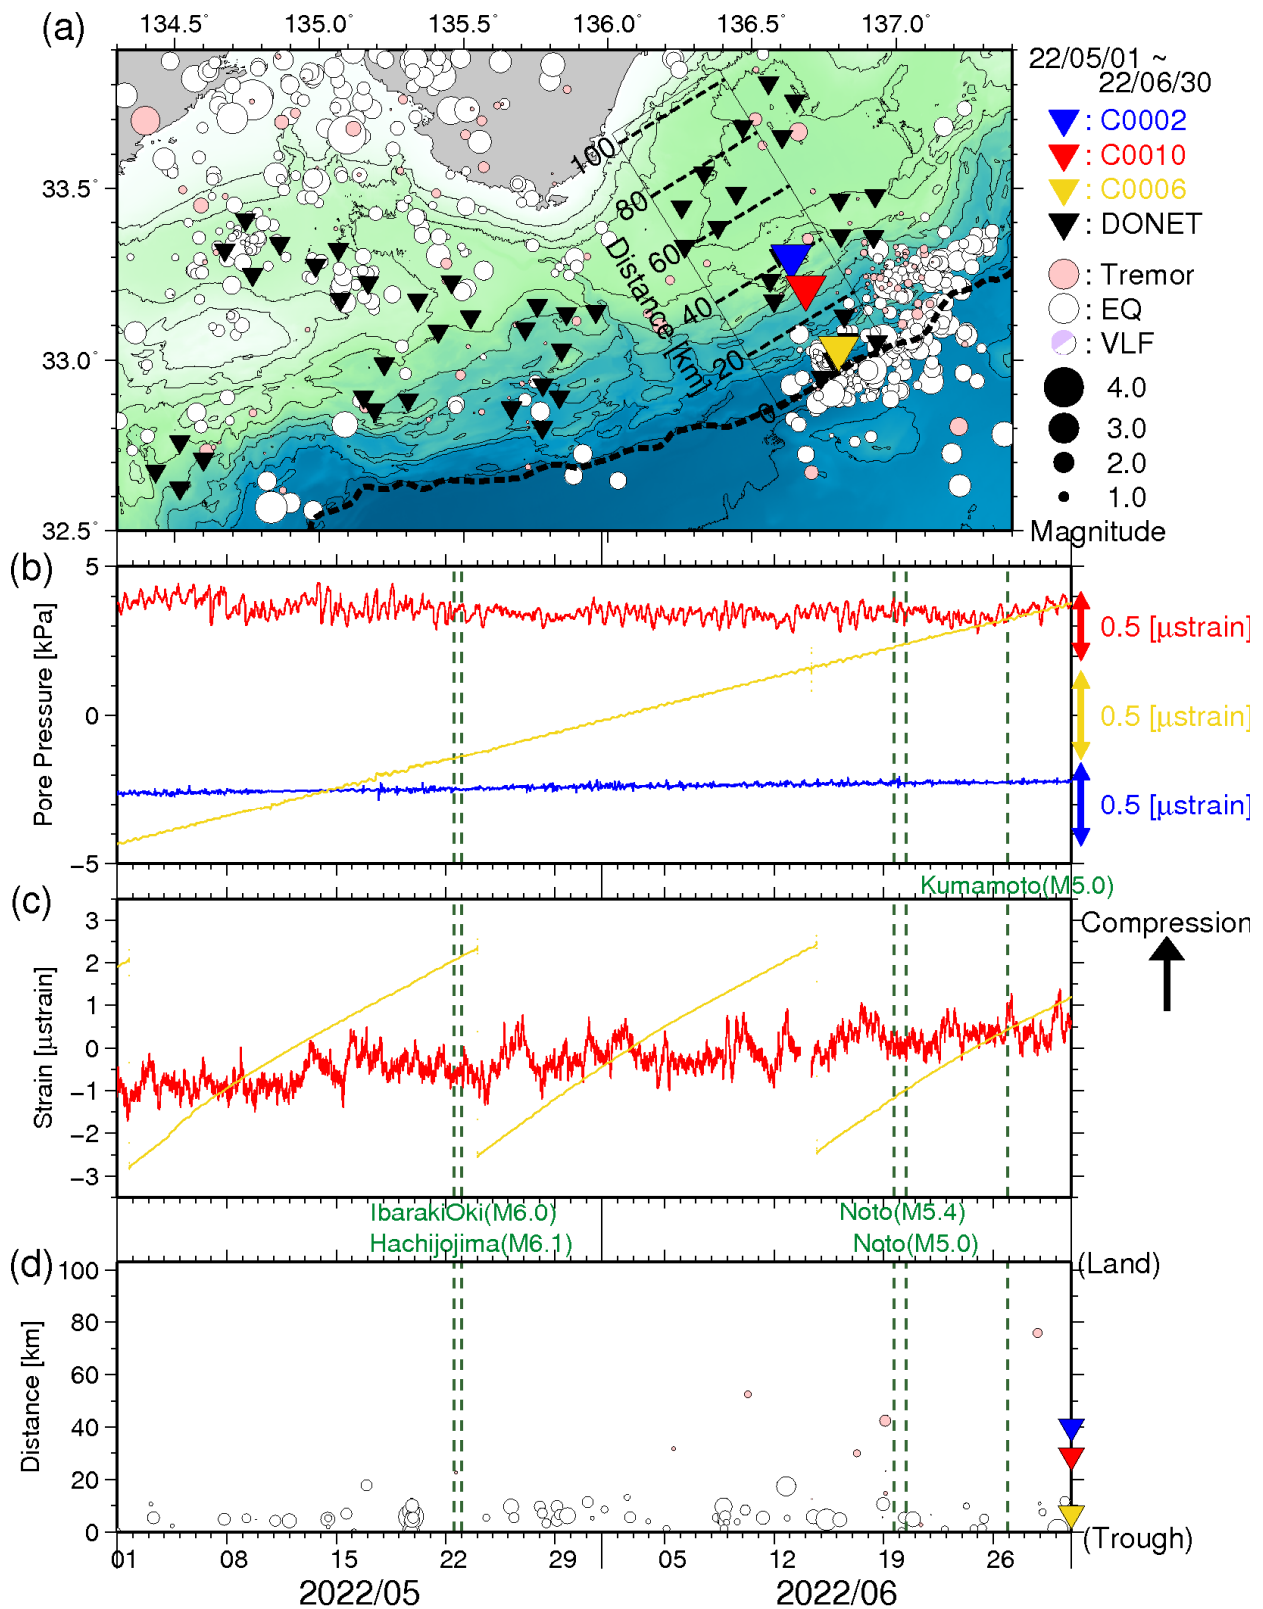 (a)
134.5° 135.0° 135.5° 136.0° 136.5° 137.0°
33.5°
33.0°
32.5°
100
80
60
40
20
0
Distance [km]
22/05/01 ~
22/06/30
: C0002
: C0010
: C0006
: DONET
: Tremor
: EQ
: VLF
4.0
3.0
2.0
1.0
Magnitude
(b)
Pore Pressure [kPa]
5
0
−5
0.5 [μstrain]
0.5 [μstrain]
0.5 [μstrain]
Kumamoto(M5.0)
(c)
Strain [μstrain]
3
2
1
0
−1
−2
−3
Compression
IbarakiOki(M6.0)
Hachijojima(M6.1)
Noto(M5.4)
Noto(M5.0)
(d)
Distance [km]
100
80
60
40
20
0
(Land)
(Trough)
01 08 15 22 29 05 12 19 26
2022/05 2022/06